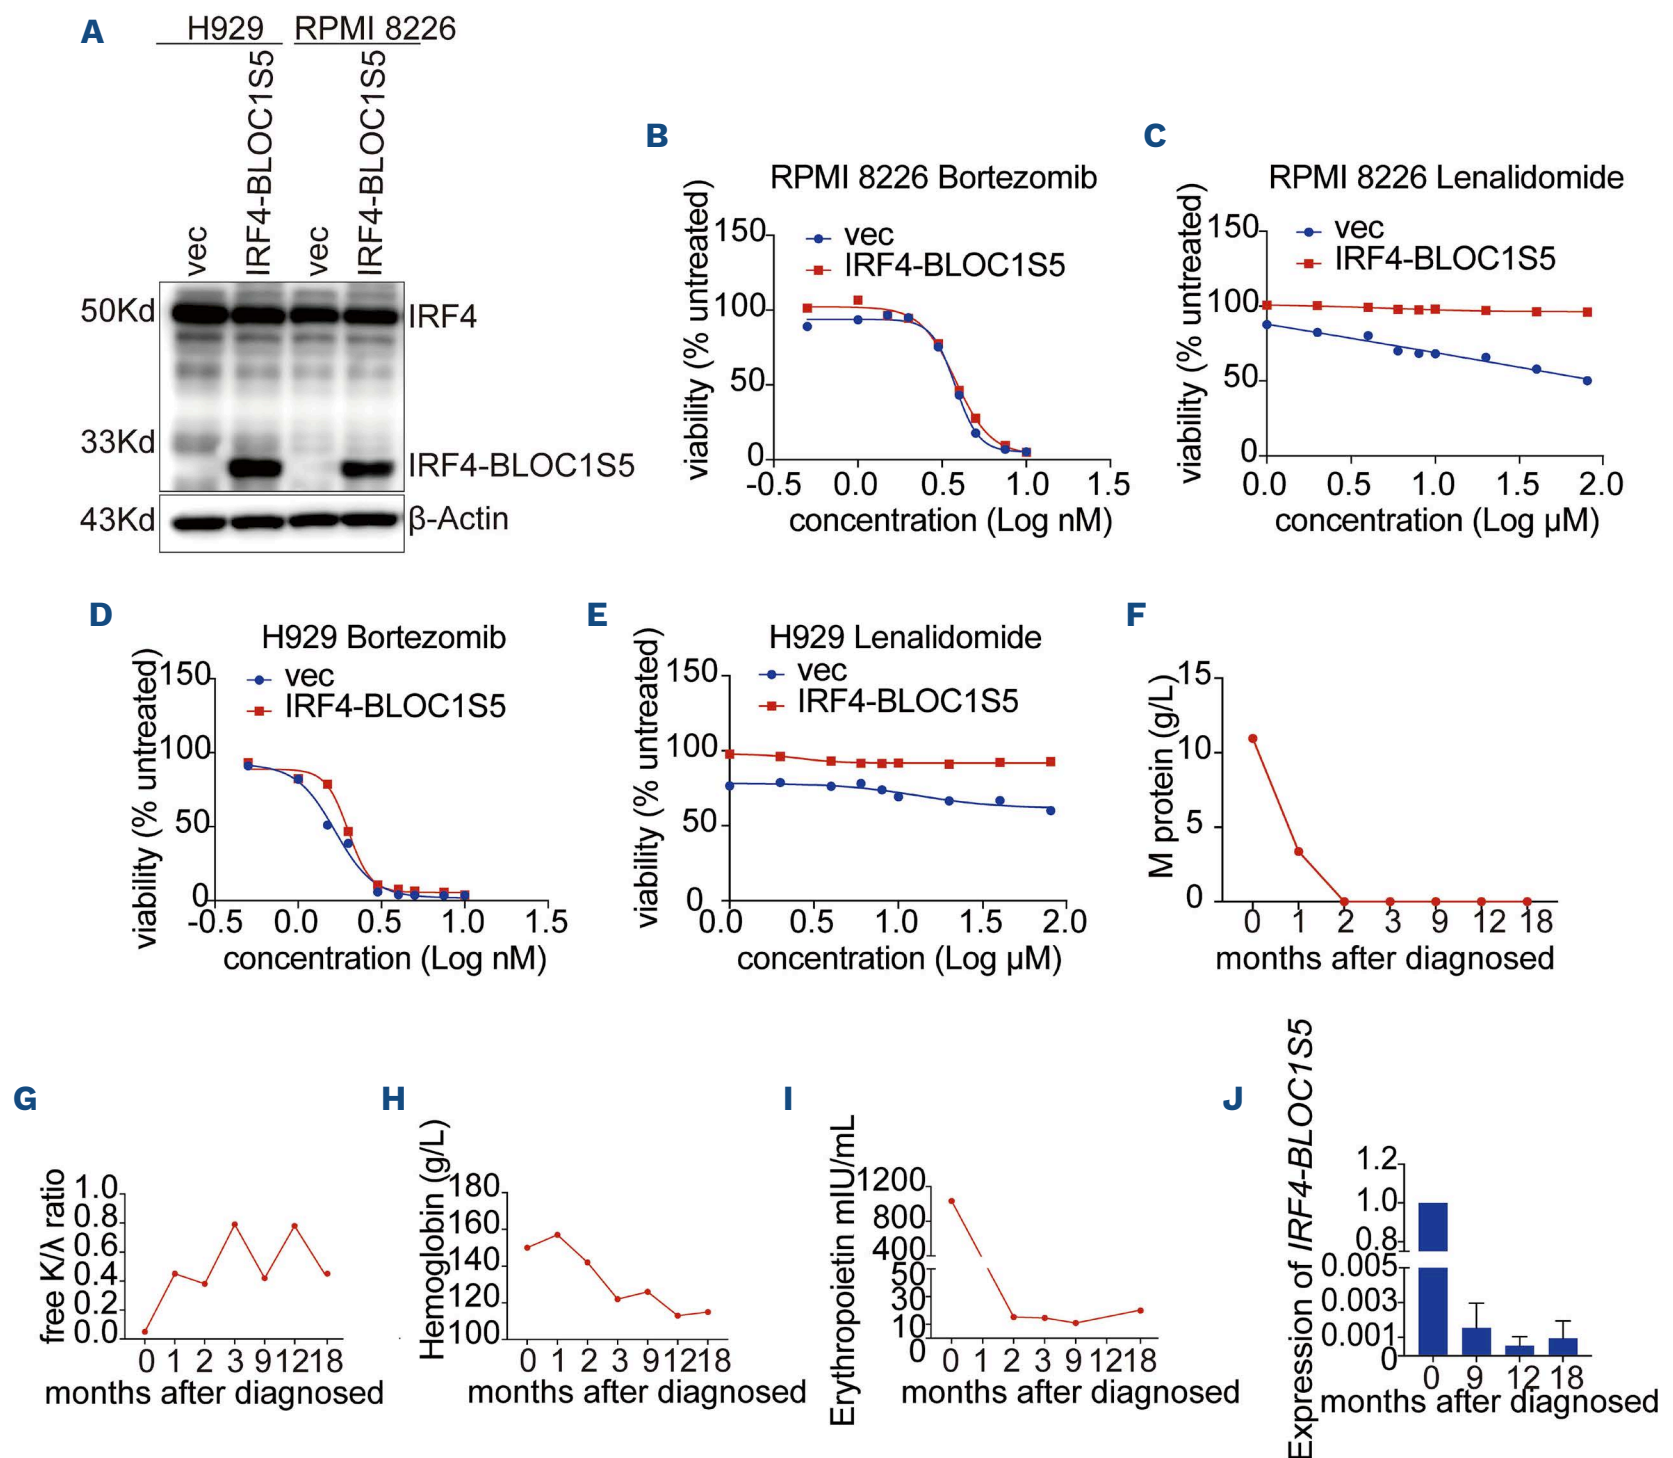 A
H929 RPMI 8226
vec
IRF4-BLOC1S5
vec
IRF4-BLOC1S5
50Kd
IRF4
33Kd
IRF4-BLOC1S5
43Kd
β-Actin
B
RPMI 8226 Bortezomib
vec
IRF4-BLOC1S5
viability (% untreated)
150
100
50
0
-0.5 0.0 0.5 1.0 1.5
concentration (Log nM)
C
RPMI 8226 Lenalidomide
vec
IRF4-BLOC1S5
viability (% untreated)
150
100
50
0
0.0 0.5 1.0 1.5 2.0
concentration (Log µM)
D
H929 Bortezomib
vec
IRF4-BLOC1S5
viability (% untreated)
150
100
50
0
-0.5 0.0 0.5 1.0 1.5
concentration (Log nM)
E
H929 Lenalidomide
vec
IRF4-BLOC1S5
viability (% untreated)
150
100
50
0
0.0 0.5 1.0 1.5 2.0
concentration (Log µM)
F
M protein (g/L)
15
10
5
0
0 1 2 3 9 12 18
months after diagnosed
G
free K/λ ratio
1.0
0.8
0.6
0.4
0.2
0.0
0 1 2 3 9 12 18
months after diagnosed
H
Hemoglobin (g/L)
180
160
140
120
100
0 1 2 3 9 12 18
months after diagnosed
I
Erythropoietin mIU/mL
1200
800
400
50
30
10
0
0 1 2 3 9 12 18
months after diagnosed
J
Expression of IRF4-BLOC1S5
1.2
1.0
0.8
0.005
0.003
0.001
0
0 9 12 18
months after diagnosed